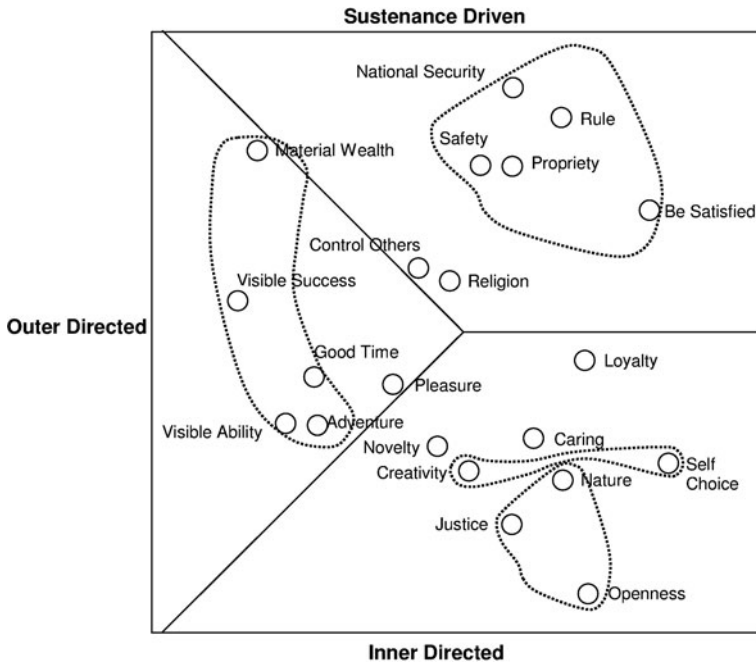 Sustenance Driven
National Security
Rule
Safety
Propriety
Material Wealth
Be Satisfied
Control Others
Religion
Visible Success
Outer Directed
Good Time
Loyalty
Pleasure
Visible Ability
Adventure
Novelty
Caring
Creativity
Self
Choice
Nature
Justice
Openness
Inner Directed